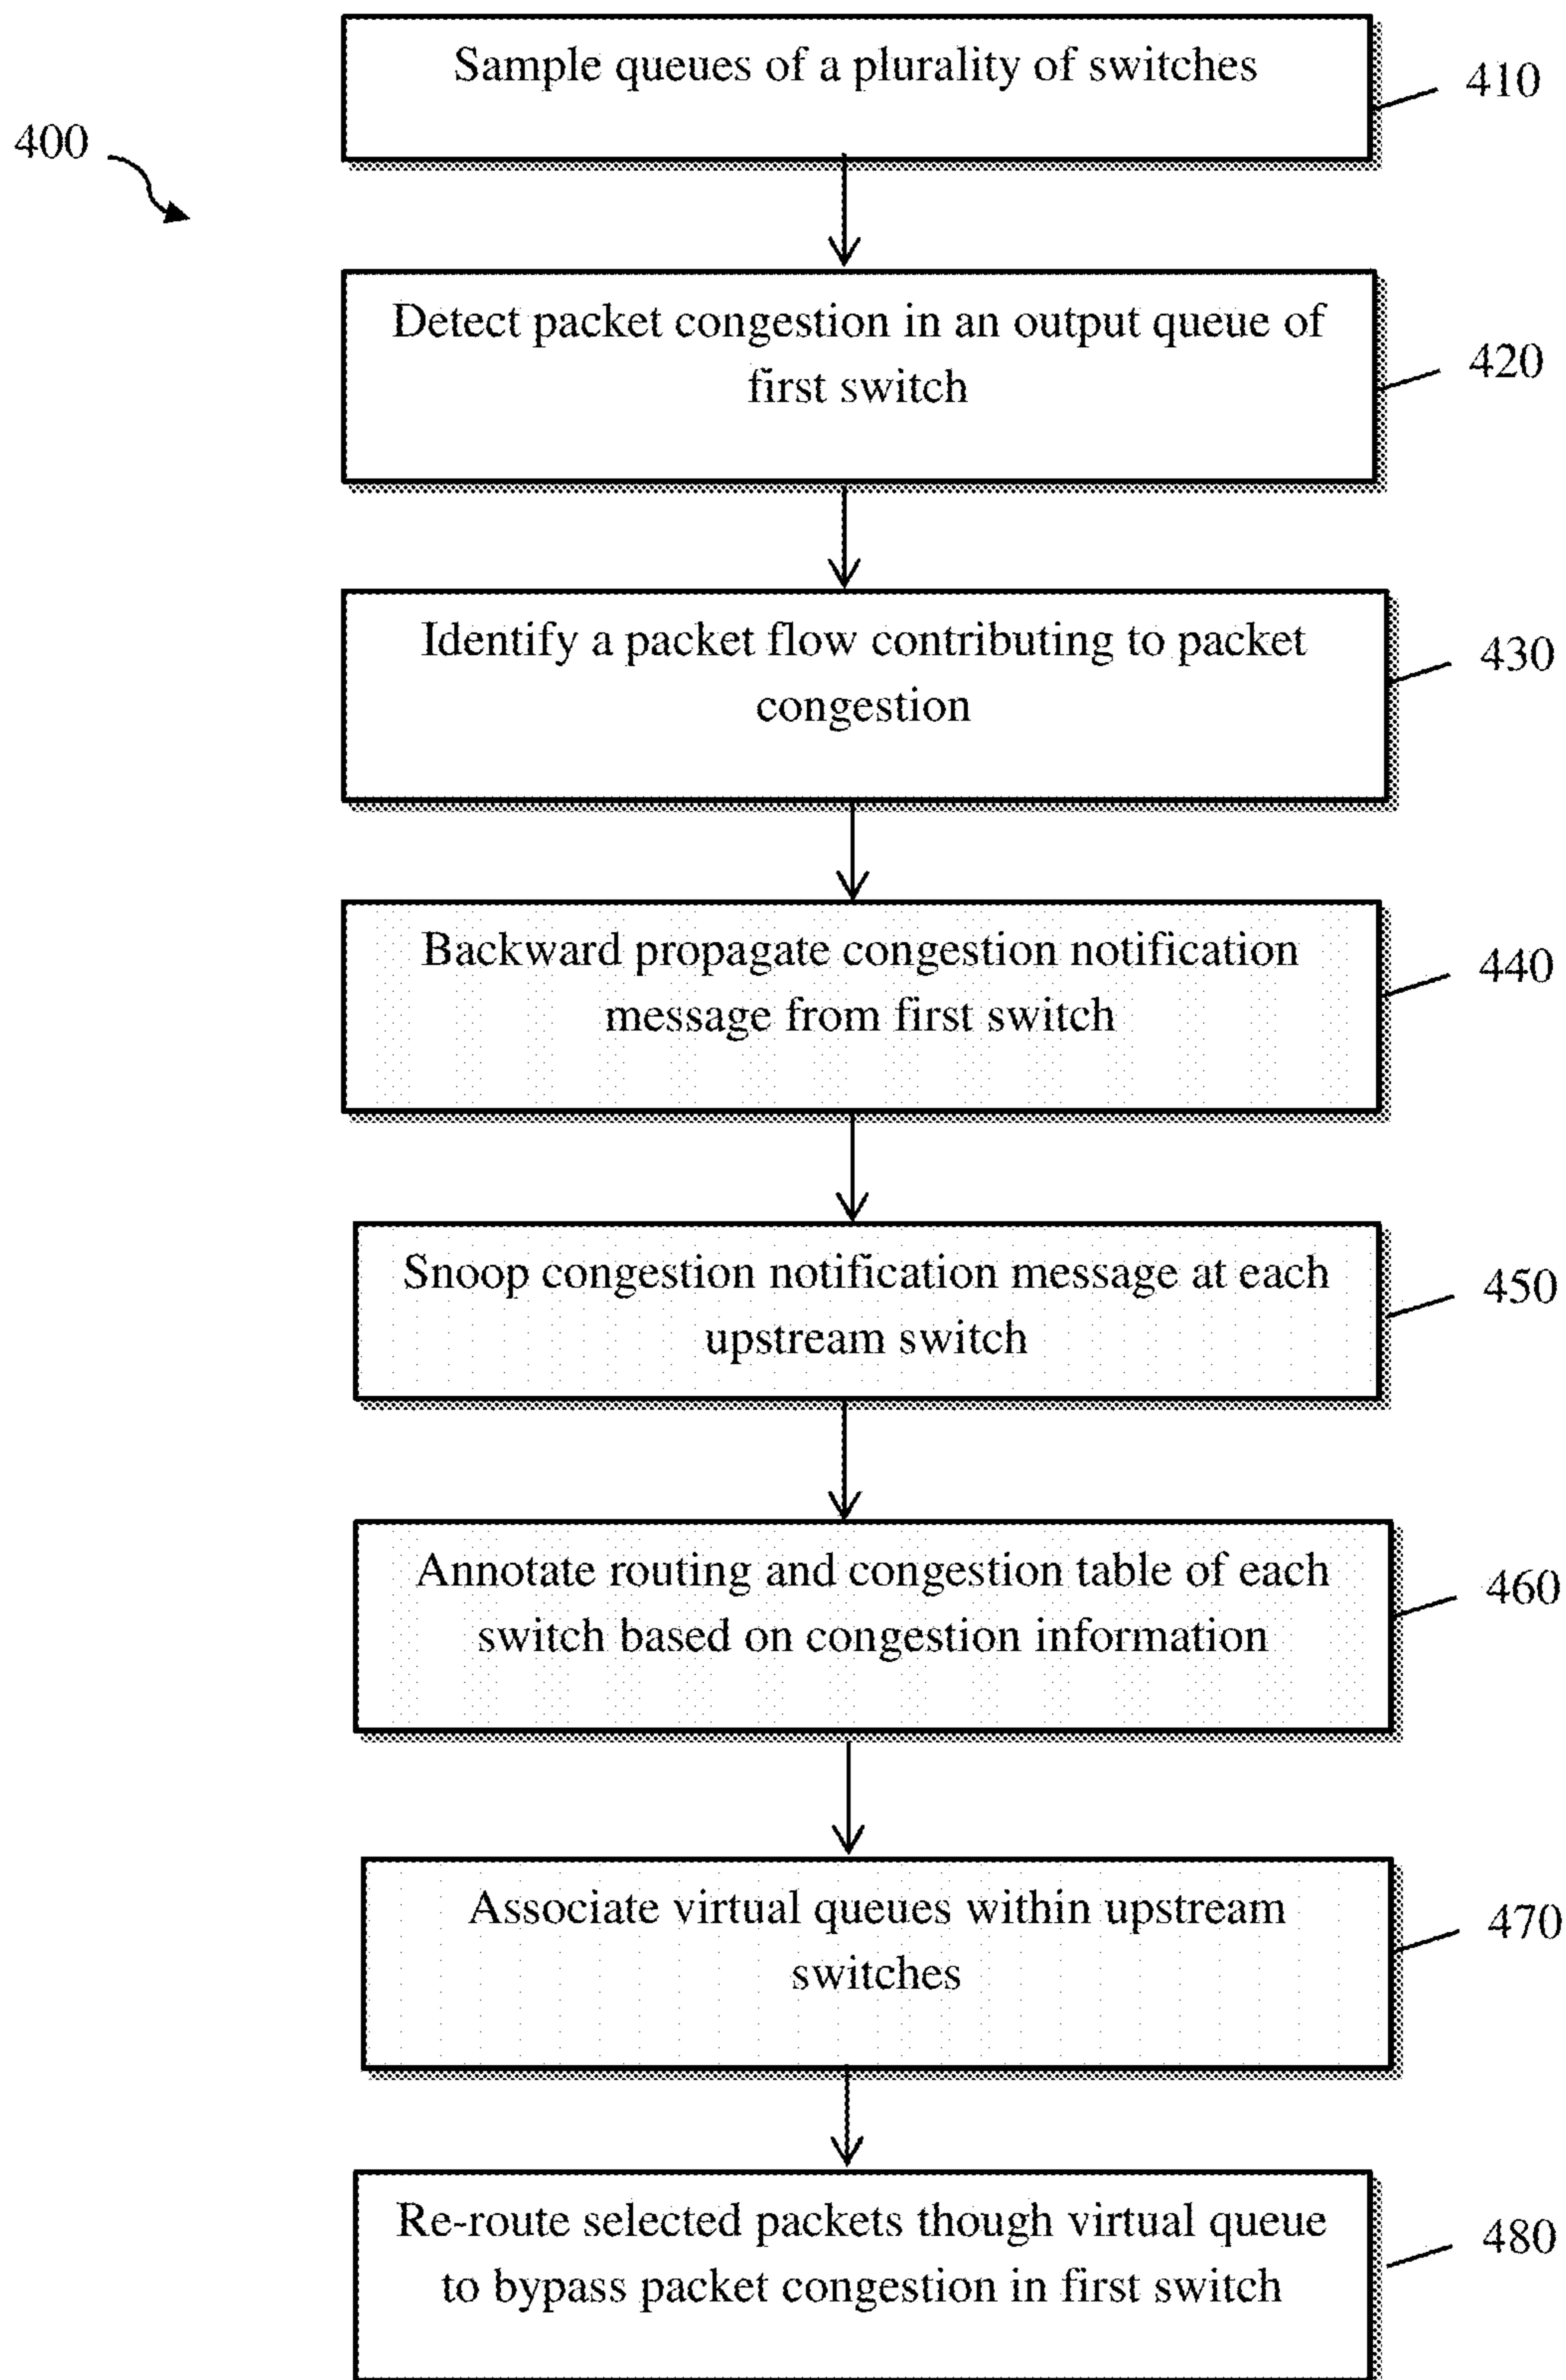 Sample queues of a plurality of switches
410
400
Detect packet congestion in an output queue of
first switch
420
Identify a packet flow contributing to packet
congestion
430
Backward propagate congestion notification
message from first switch
440
Snoop congestion notification message at each
upstream switch
450
Annotate routing and congestion table of each
switch based on congestion information
460
Associate virtual queues within upstream
switches
470
Re-route selected packets though virtual queue
to bypass packet congestion in first switch
480